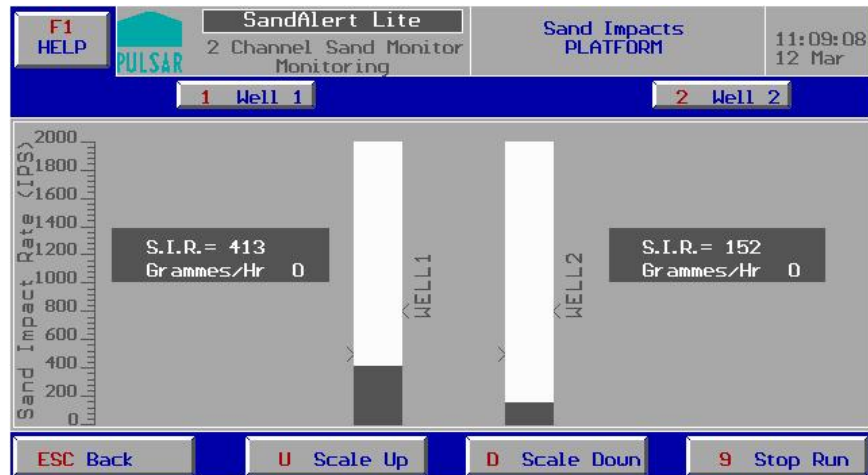 F1
HELP
PULSAR
SandAlert Lite
2 Channel Sand Monitor
Monitoring
Sand Impacts
PLATFORM
11:09:08
12 Mar
1 Well 1
2 Well 2
Sand Impact Rate (IPS)
2000
1800
1600
1400
1200
1000
800
600
400
200
0
S.I.R.= 413
Grammes/Hr 0
WELL1
WELL2
S.I.R.= 152
Grammes/Hr 0
ESC Back
U Scale Up
D Scale Down
9 Stop Run